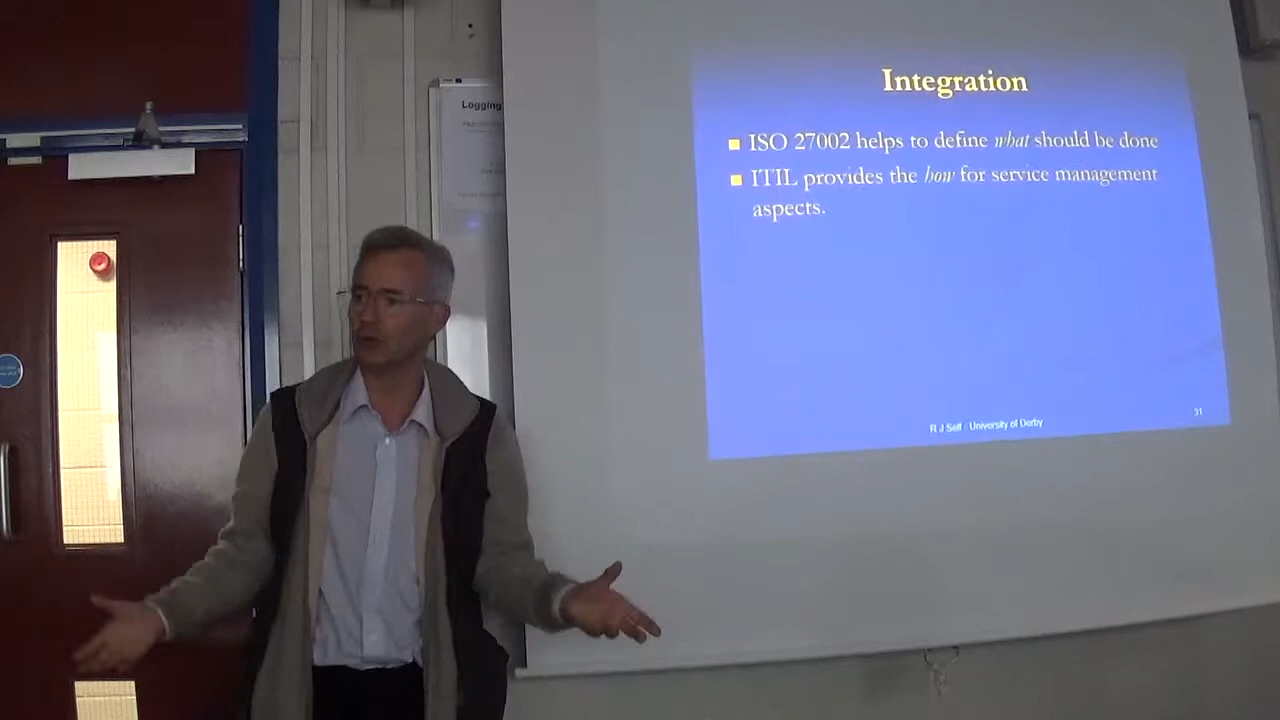 Logging
Integration
ISO 27002 helps to define what should be done
ITIL provides the how for service management
aspects.
R J Self - University of Derby
31